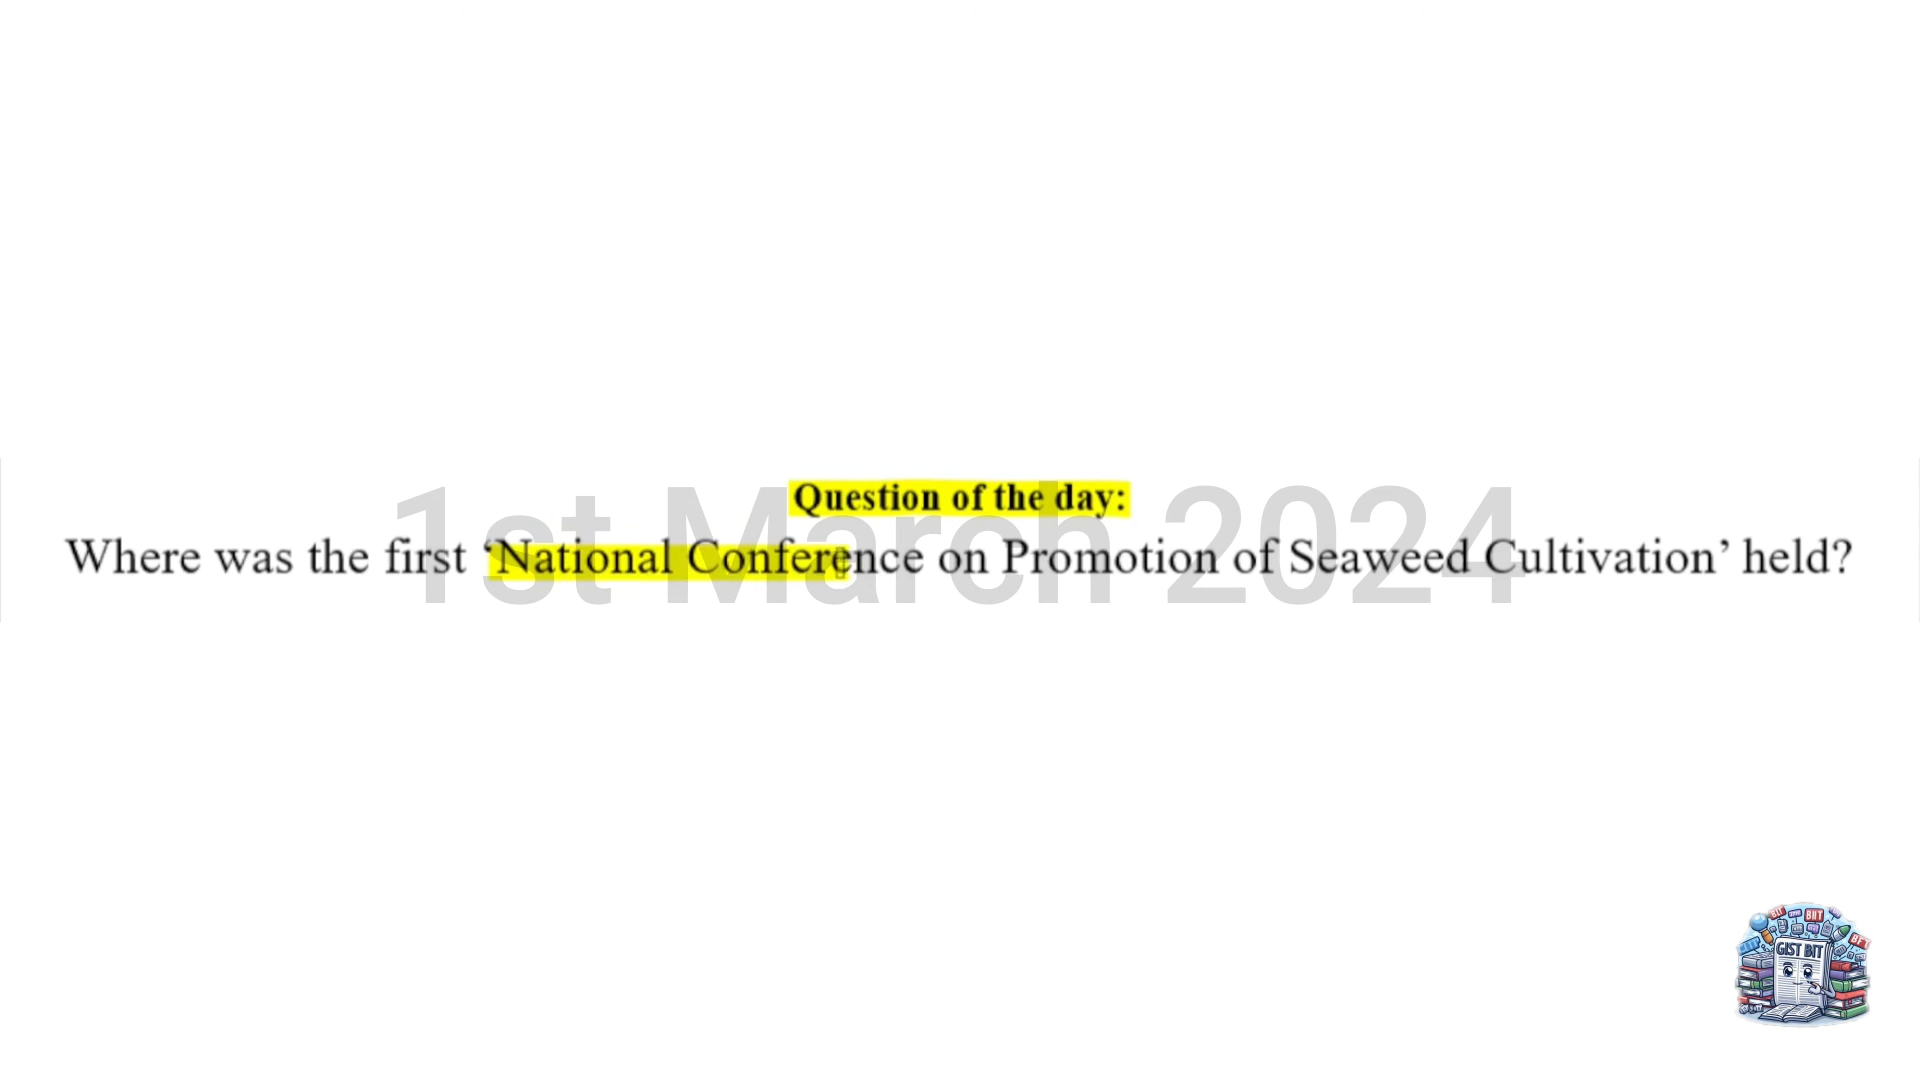 Question of the day:
1st March 2024
Where was the first ‘National Conference on Promotion of Seaweed Cultivation’ held?
GIST BIT